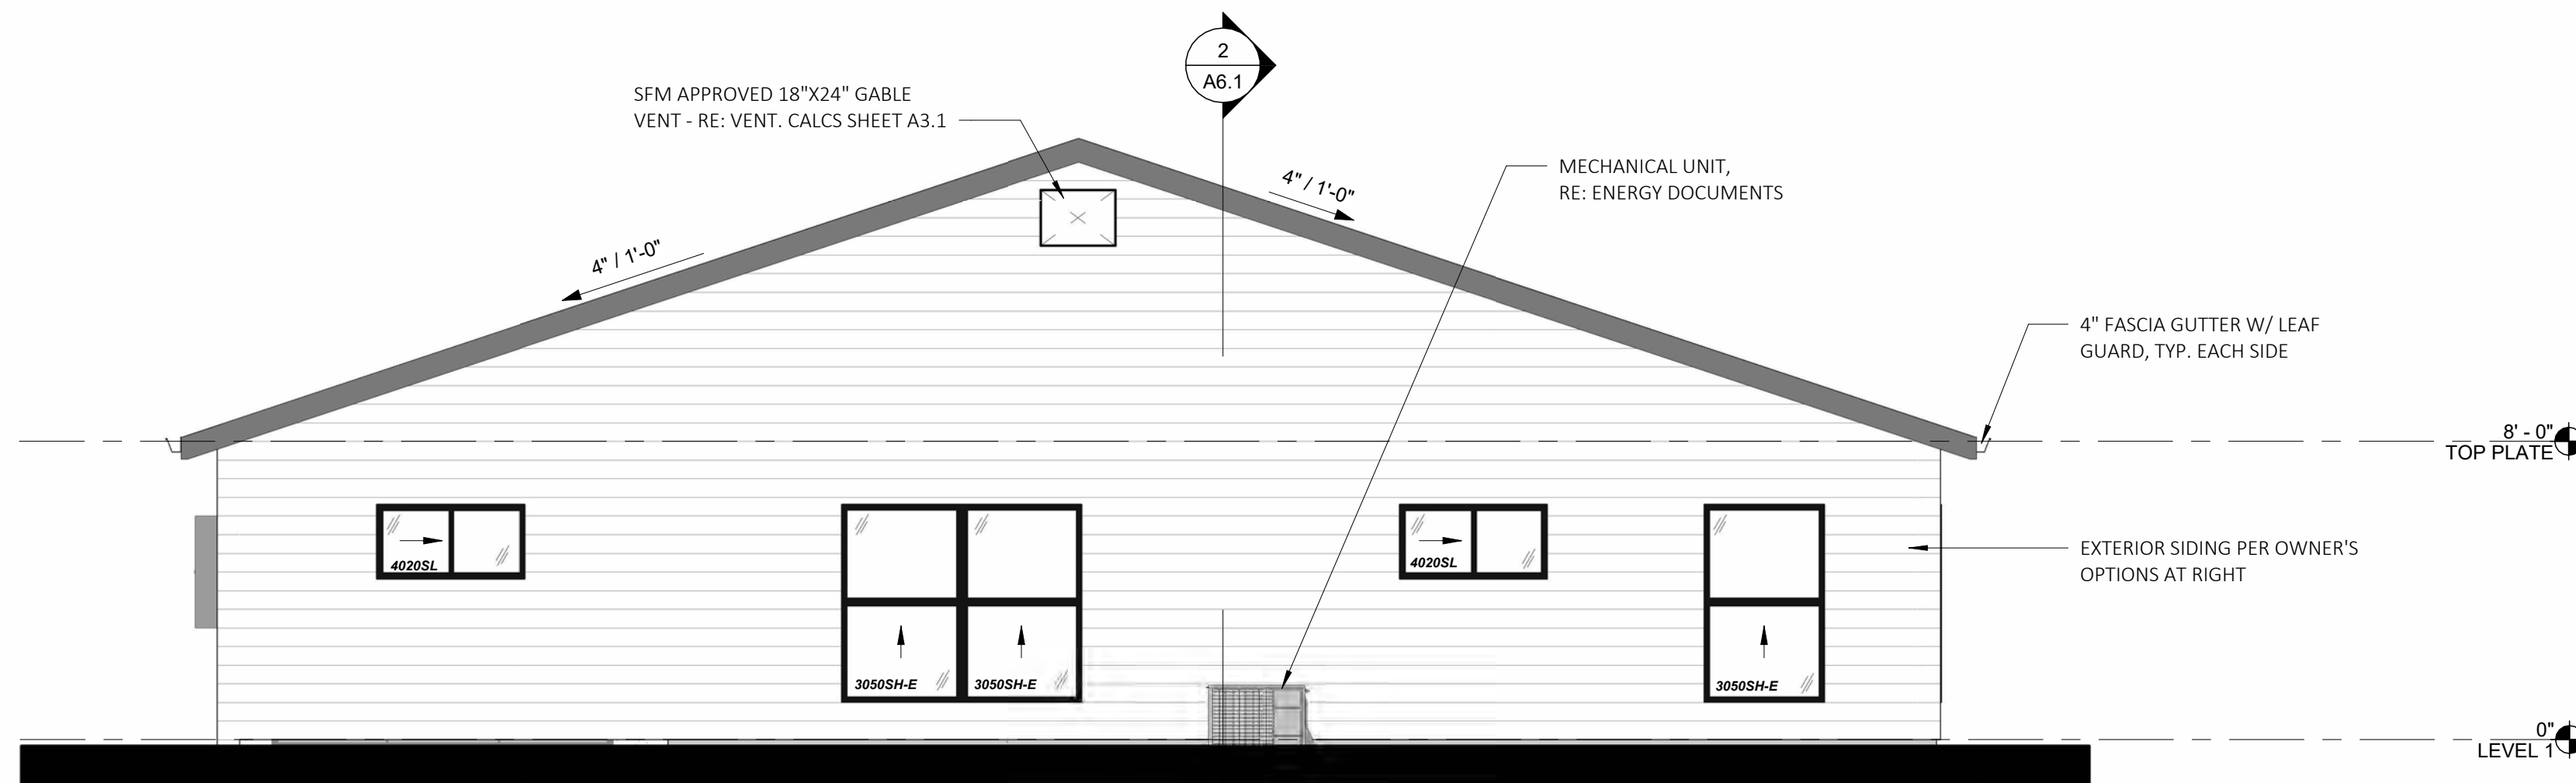 2
A6.1
SFM APPROVED 18"X24" GABLE
VENT - RE: VENT. CALCS SHEET A3.1
MECHANICAL UNIT,
RE: ENERGY DOCUMENTS
4" / 1'-0"
4" / 1'-0"
4" FASCIA GUTTER W/ LEAF
GUARD, TYP. EACH SIDE
8' - 0"
TOP PLATE
EXTERIOR SIDING PER OWNER'S
OPTIONS AT RIGHT
4020SL
4020SL
3050SH-E
3050SH-E
3050SH-E
0"
LEVEL 1